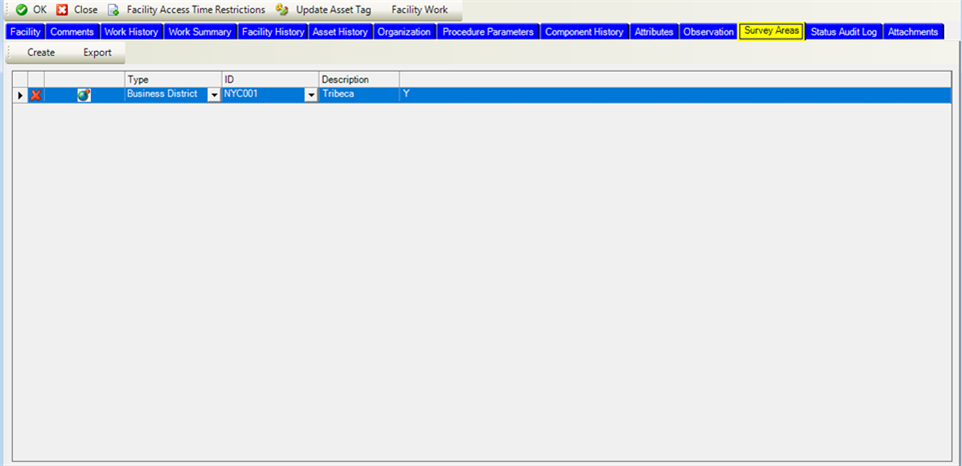 OK Close Facility Access Time Restrictions Update Asset Tag Facility Work
Facility Comments Work History Work Summary Facility History Asset History Organization Procedure Parameters Component History Attributes Observation Survey Areas Status Audit Log Attachments
Create Export
Type ID Description
Business District NYC001 Tribeca Y